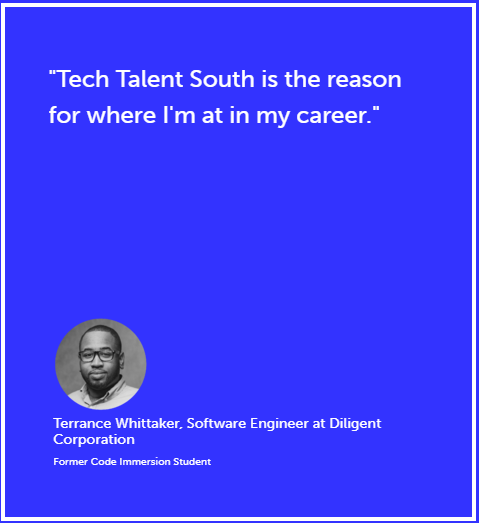 "Tech Talent South is the reason
for where I'm at in my career."
Terrance Whittaker, Software Engineer at Diligent
Corporation
Former Code Immersion Student